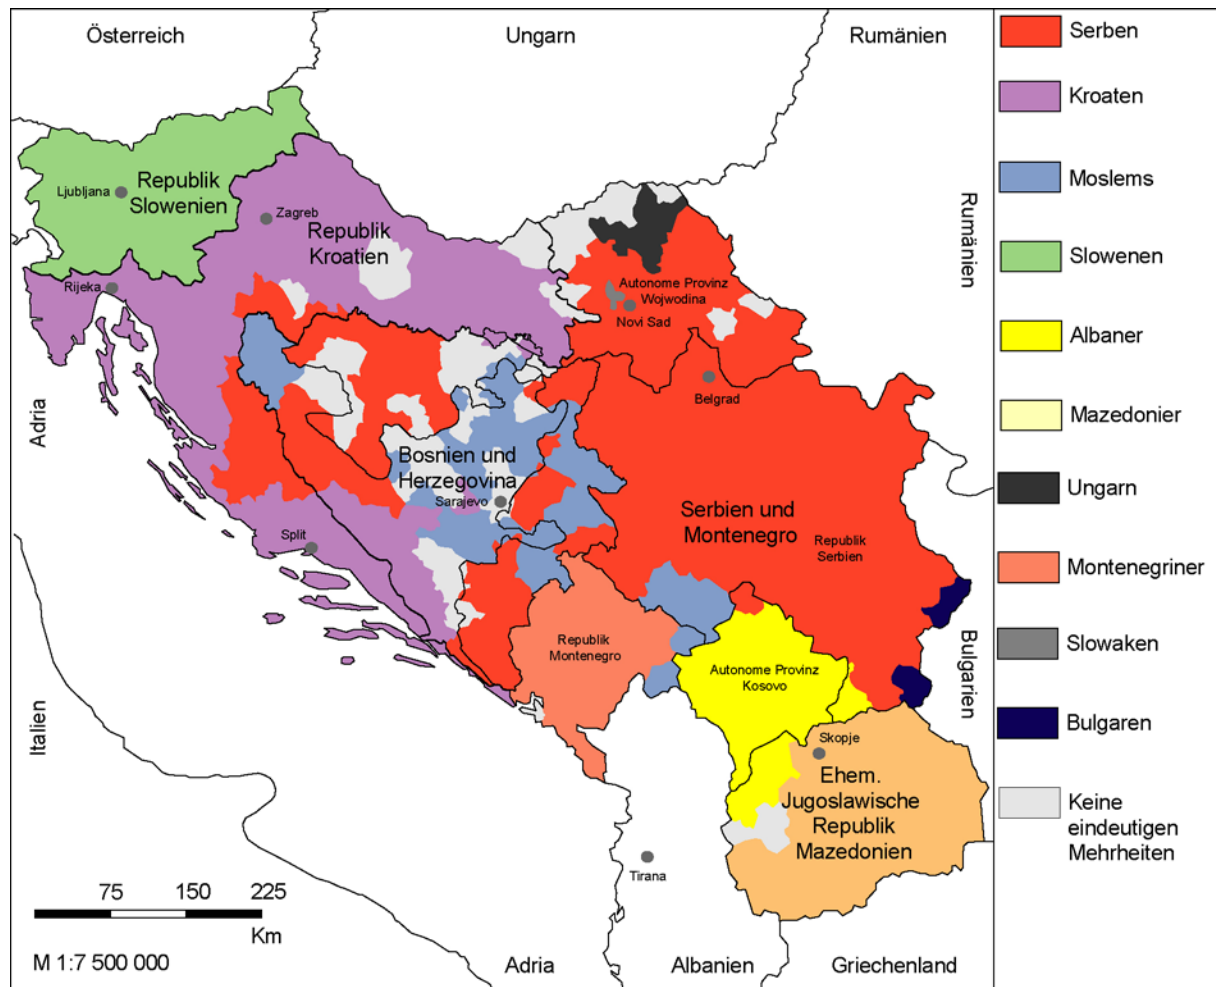 Österreich
Ungarn
Rumänien
Ljubljana
Republik
Slowenien
Zagreb
Republik
Kroatien
Rijeka
Rumänien
Autonome Provinz
Wojwodina
Novi Sad
Belgrad
Adria
Bosnien und
Herzegovina
Sarajevo
Split
Serbien und
Montenegro
Republik
Serbien
Republik
Montenegro
Autonome Provinz
Kosovo
Bulgarien
Italien
Skopje
Ehem.
Jugoslawische
Republik
Mazedonien
Tirana
75 150 225
Km
M 1:7 500 000
Adria
Albanien
Griechenland
Serben
Kroaten
Moslems
Slowenen
Albaner
Mazedonier
Ungarn
Montenegriner
Slowaken
Bulgaren
Keine
eindeutigen
Mehrheiten